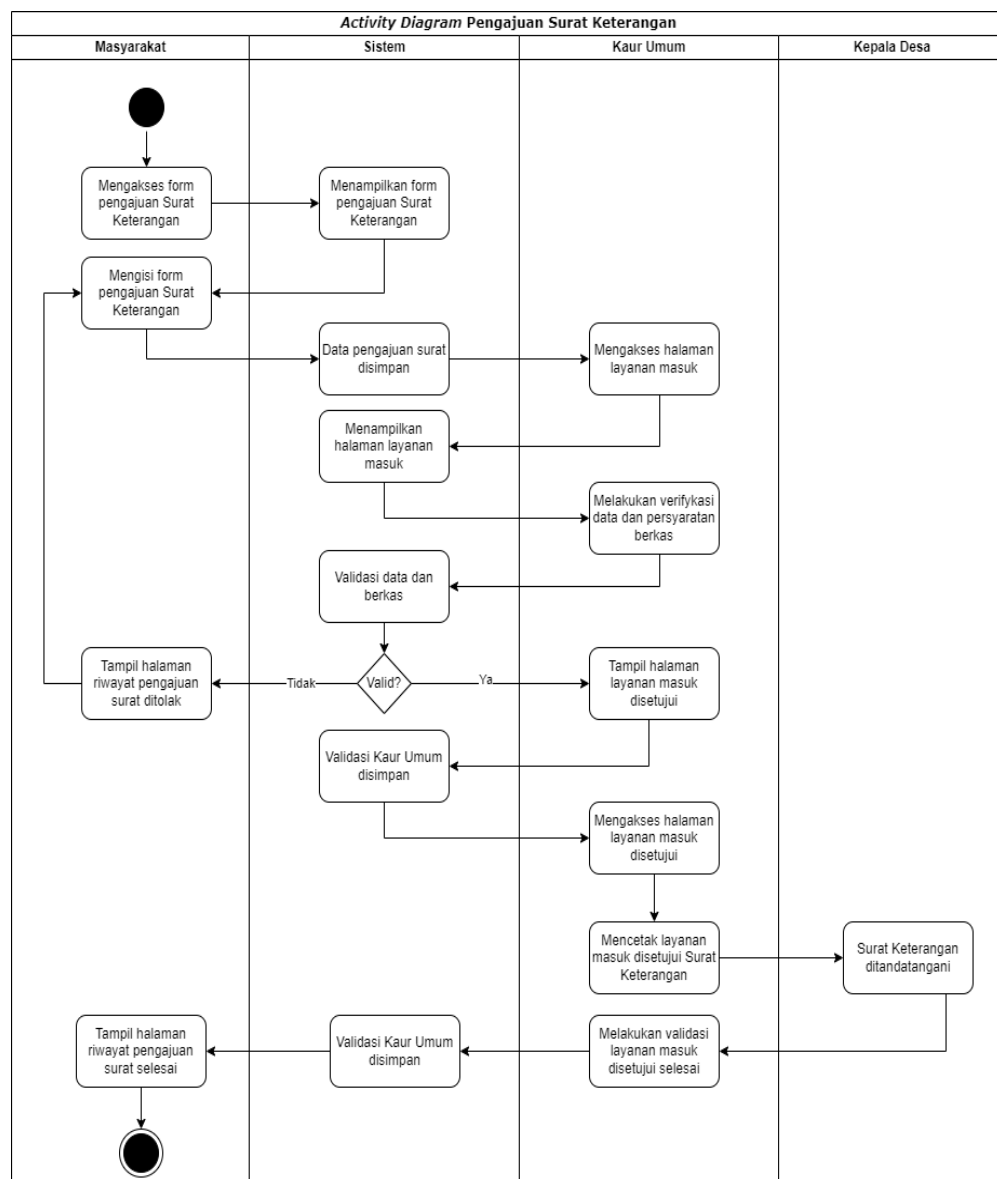 Activity Diagram Pengajuan Surat Keterangan
Masyarakat
Sistem
Kaur Umum
Kepala Desa
Mengakses form
pengajuan Surat
Keterangan
Menampilkan form
pengajuan Surat
Keterangan
Mengisi form
pengajuan Surat
Keterangan
Data pengajuan surat
disimpan
Mengakses halaman
layanan masuk
Menampilkan
halaman layanan
masuk
Melakukan verifykasi
data dan persyaratan
berkas
Validasi data dan
berkas
Tampil halaman
riwayat pengajuan
surat ditolak
Tidak
Valid?
Ya
Tampil halaman
layanan masuk
disetujui
Validasi Kaur Umum
disimpan
Mengakses halaman
layanan masuk
disetujui
Mencetak layanan
masuk disetujui Surat
Keterangan
Surat Keterangan
ditandatangani
Tampil halaman
riwayat pengajuan
surat selesai
Validasi Kaur Umum
disimpan
Melakukan validasi
layanan masuk
disetujui selesai